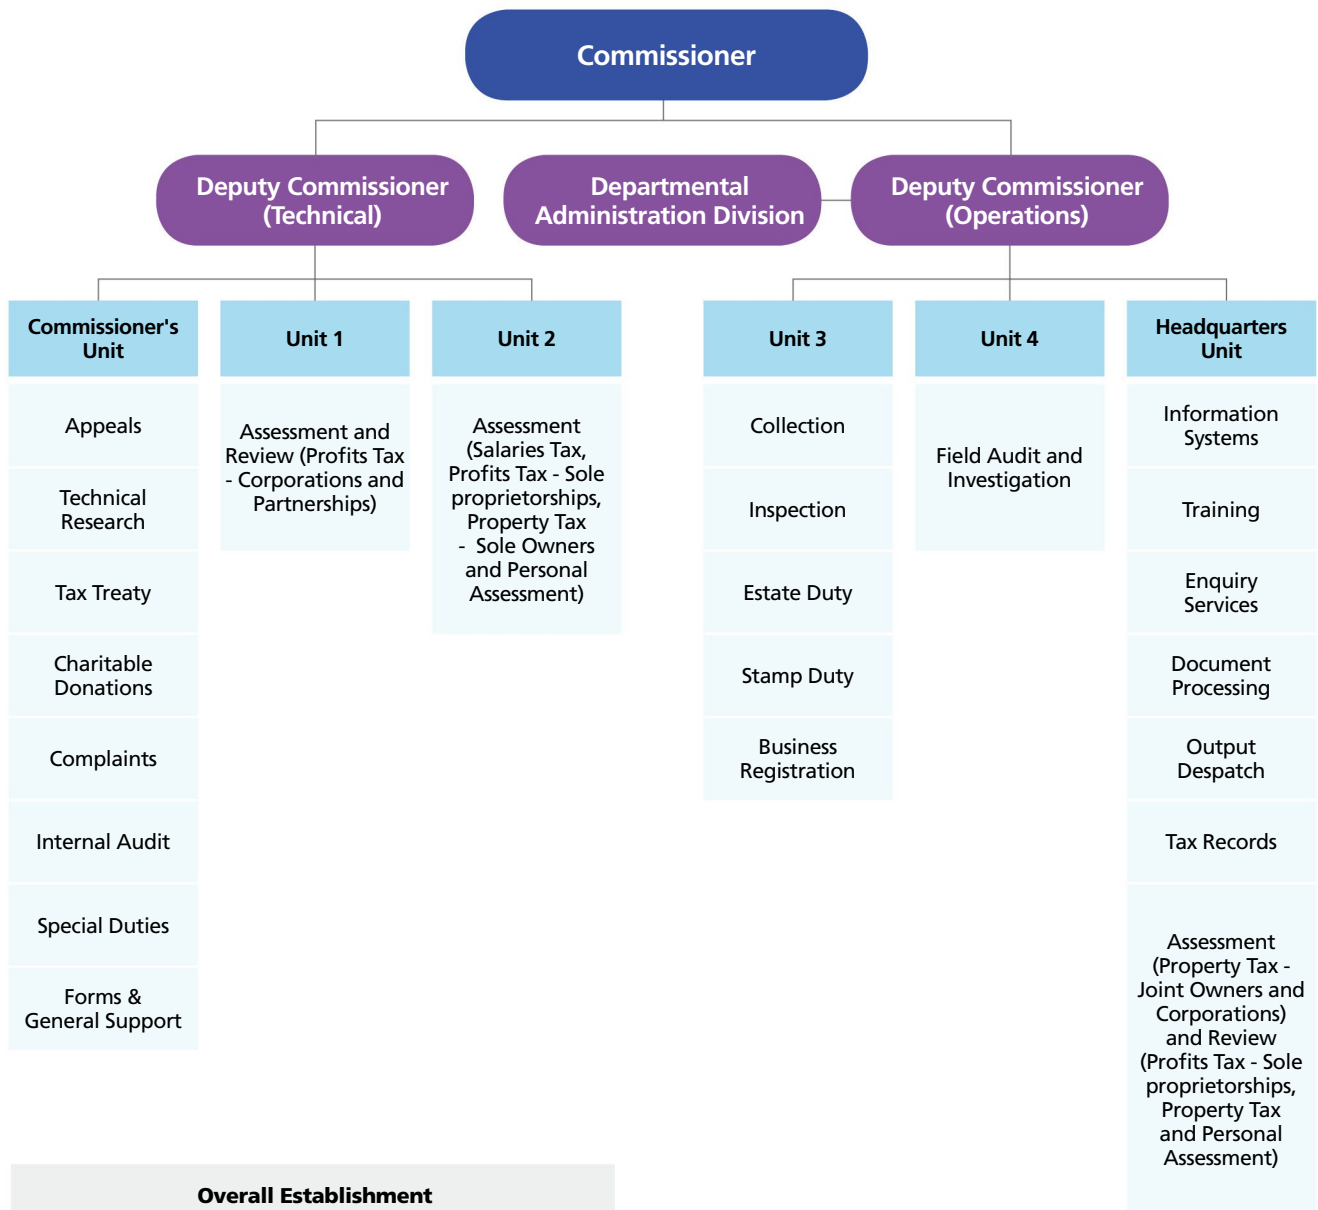 Commissioner
Deputy Commissioner
(Technical)
Departmental
Administration Division
Deputy Commissioner
(Operations)
Commissioner's
Unit
Appeals
Technical
Research
Tax Treaty
Charitable
Donations
Complaints
Internal Audit
Special Duties
Forms &
General Support
Unit 1
Assessment and
Review (Profits Tax
- Corporations and
Partnerships)
Unit 2
Assessment
(Salaries Tax,
Profits Tax - Sole
proprietorships,
Property Tax
- Sole Owners
and Personal
Assessment)
Unit 3
Collection
Inspection
Estate Duty
Stamp Duty
Business
Registration
Unit 4
Field Audit and
Investigation
Headquarters
Unit
Information
Systems
Training
Enquiry
Services
Document
Processing
Output
Despatch
Tax Records
Assessment
(Property Tax -
Joint Owners and
Corporations)
and Review
(Profits Tax - Sole
proprietorships,
Property Tax
and Personal
Assessment)
Overall Establishment